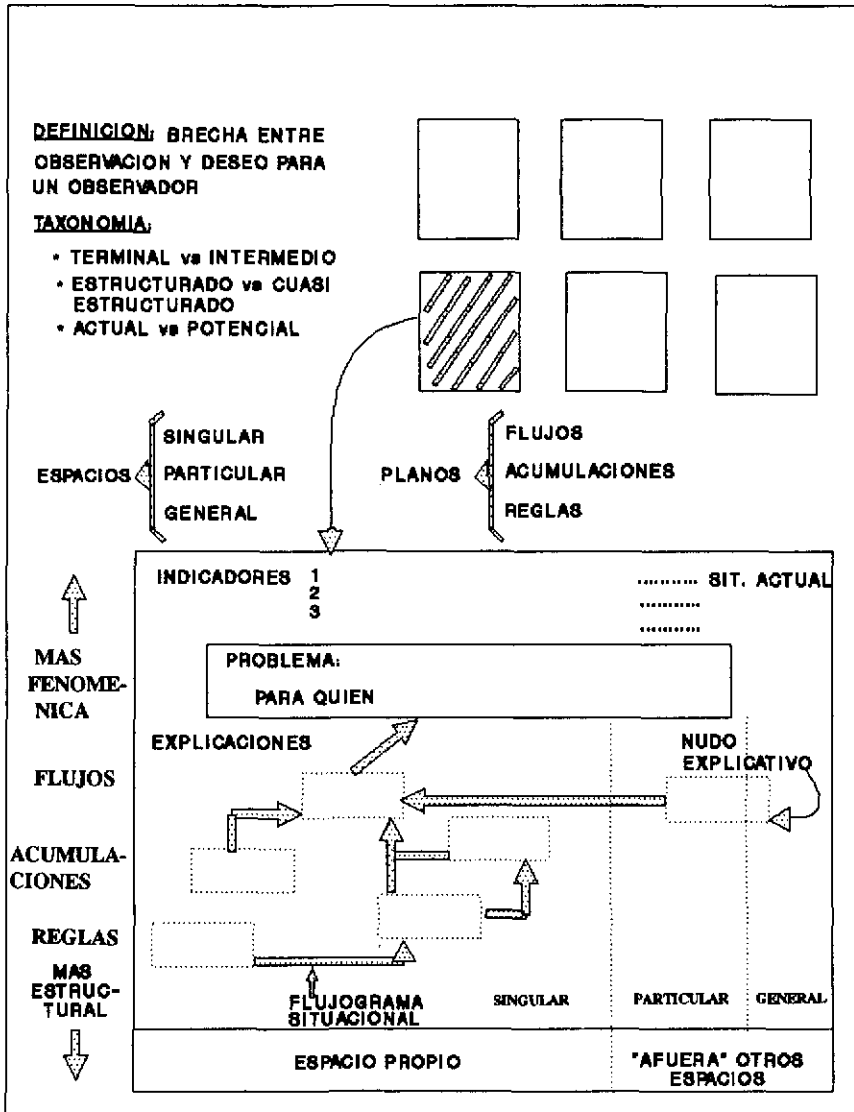 DEFINICION: BRECHA ENTRE
OBSERVACION Y DESEO PARA
UN OBSERVADOR
TAXONOMIA:
* TERMINAL vs INTERMEDIO
* ESTRUCTURADO vs CUASI
ESTRUCTURADO
* ACTUAL vs POTENCIAL
ESPACIOS
SINGULAR
PARTICULAR
GENERAL
PLANOS
FLUJOS
ACUMULACIONES
REGLAS
INDICADORES 1
2
3
SIT. ACTUAL
MAS
FENOME-
NICA
PROBLEMA:
PARA QUIEN
EXPLICACIONES
NUDO
EXPLICATIVO
FLUJOS
ACUMULA-
CIONES
REGLAS
MAS
ESTRUC-
TURAL
FLUJOGRAMA
SITUACIONAL
SINGULAR
PARTICULAR
GENERAL
ESPACIO PROPIO
"AFUERA" OTROS
ESPACIOS